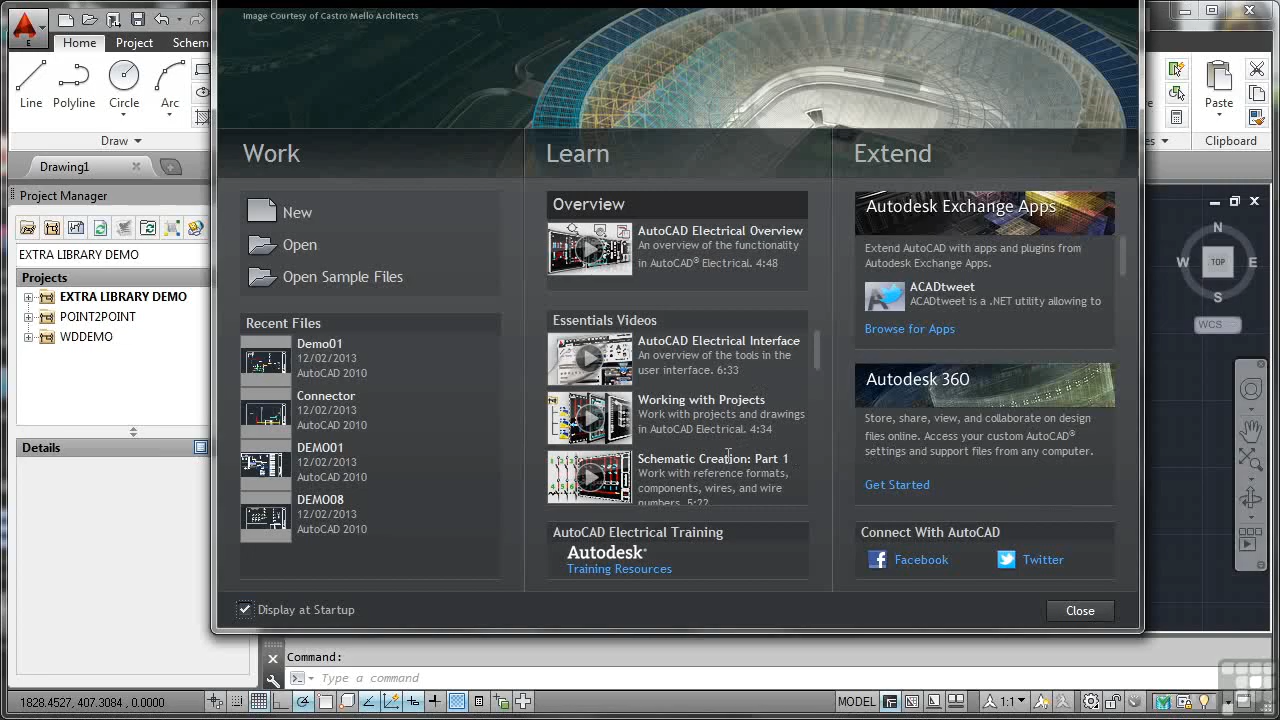 Image Courtesy of Castro Mello Architects
E
Home Project Schem
Line Polyline Circle Arc
Draw
Paste
Clipboard
Drawing1
Project Manager
EXTRA LIBRARY DEMO
Projects
EXTRA LIBRARY DEMO
POINT2POINT
WDDEMO
Details
Work
New
Open
Open Sample Files
Recent Files
Demo01
12/02/2013
AutoCAD 2010
Connector
12/02/2013
AutoCAD 2010
DEMO01
12/02/2013
AutoCAD 2010
DEMO08
12/02/2013
AutoCAD 2010
Display at Startup
Learn
Overview
AutoCAD Electrical Overview
An overview of the functionality
in AutoCAD® Electrical. 4:48
Essentials Videos
AutoCAD Electrical Interface
An overview of the tools in the
user interface. 6:33
Working with Projects
Work with projects and drawings
in AutoCAD Electrical. 4:34
Schematic Creation: Part 1
Work with reference formats,
components, wires, and wire
numbers. 5:22
AutoCAD Electrical Training
Autodesk®
Training Resources
Extend
Autodesk Exchange Apps
Extend AutoCAD with apps and plugins from
Autodesk Exchange Apps.
ACADtweet
ACADtweet is a .NET utility allowing to
Browse for Apps
Autodesk 360
Store, share, view, and collaborate on design
files online. Access your custom AutoCAD®
settings and support files from any computer.
Get Started
Connect With AutoCAD
Facebook Twitter
Close
N
W TOP E
S
WCS
Command:
Type a command
1828.4527, 407.3084 , 0.0000
MODEL
1:1